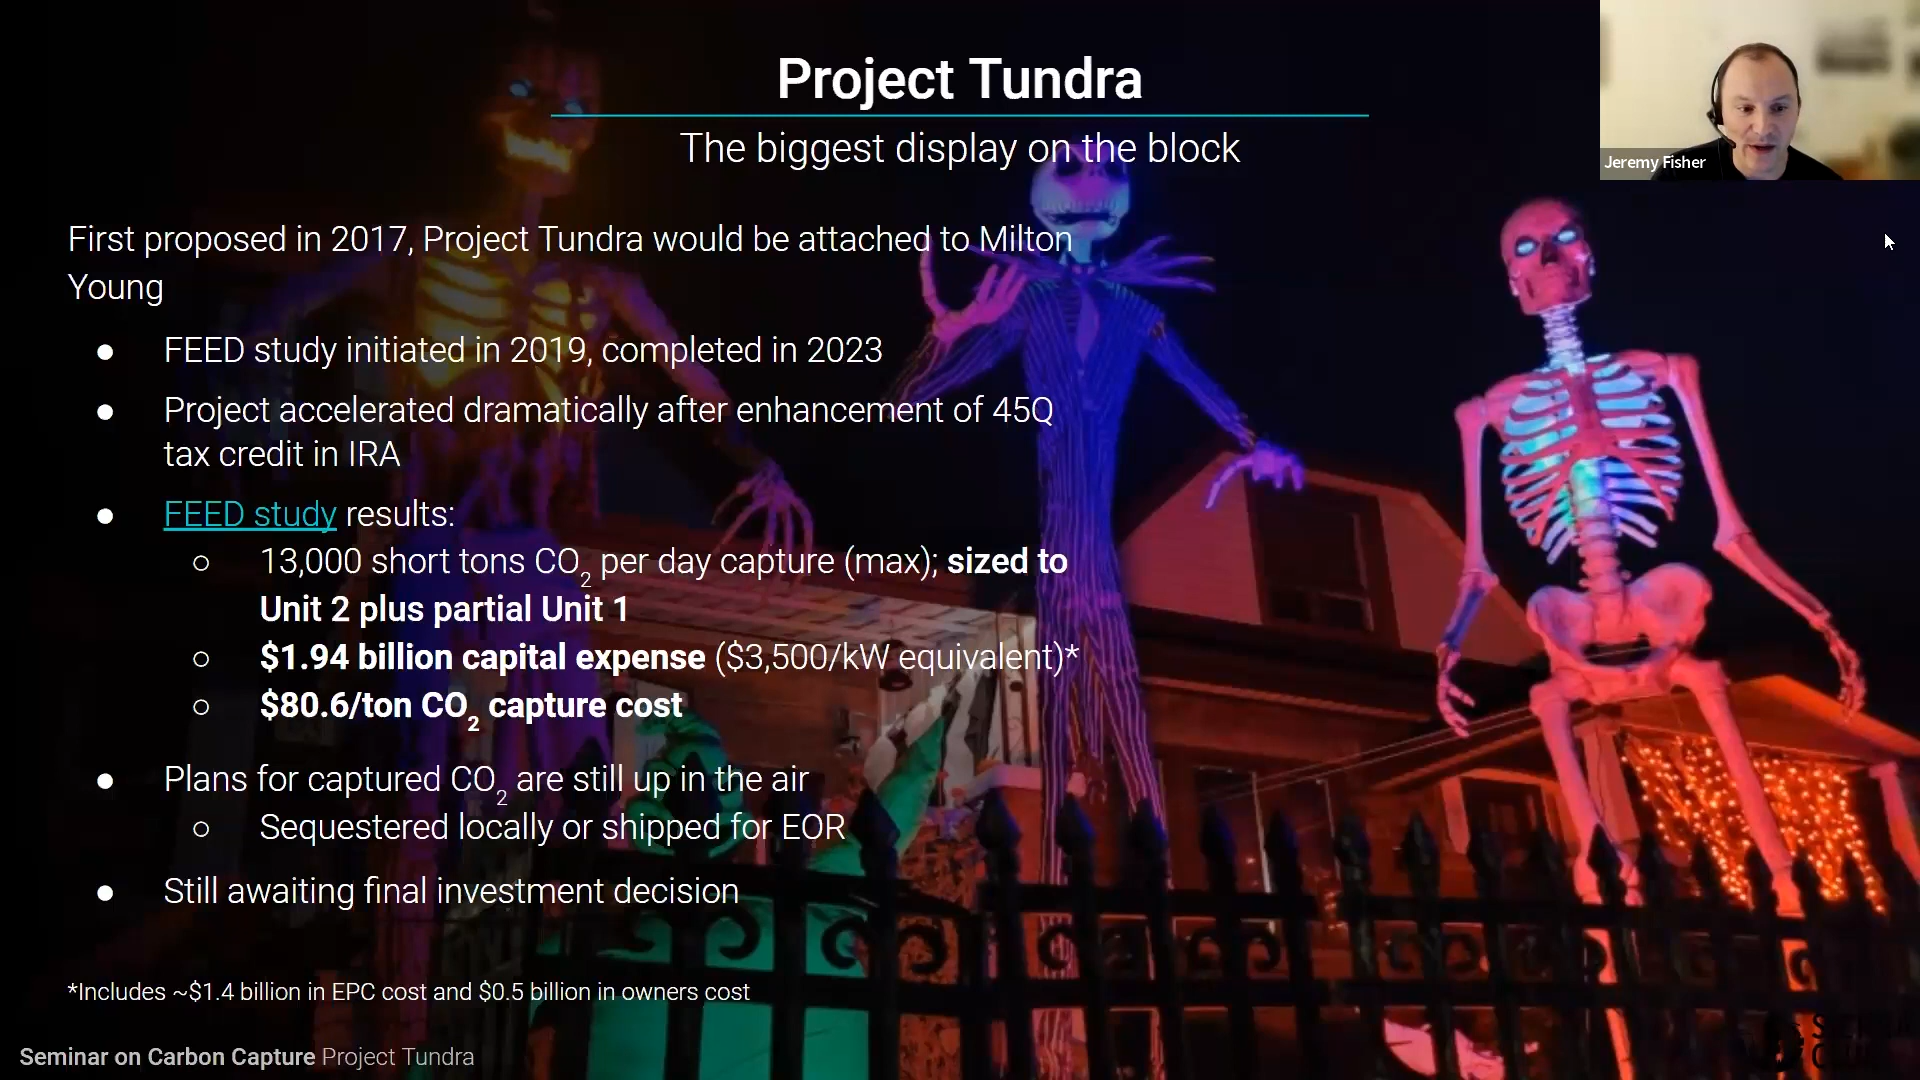 Project Tundra
The biggest display on the block
Jeremy Fisher
First proposed in 2017, Project Tundra would be attached to Milton
Young
● FEED study initiated in 2019, completed in 2023
● Project accelerated dramatically after enhancement of 45Q
tax credit in IRA
● FEED study results:
○ 13,000 short tons CO2 per day capture (max); sized to
Unit 2 plus partial Unit 1
○ $1.94 billion capital expense ($3,500/kW equivalent)*
○ $80.6/ton CO2 capture cost
● Plans for captured CO2 are still up in the air
○ Sequestered locally or shipped for EOR
● Still awaiting final investment decision
*Includes ~$1.4 billion in EPC cost and $0.5 billion in owners cost
Seminar on Carbon Capture Project Tundra